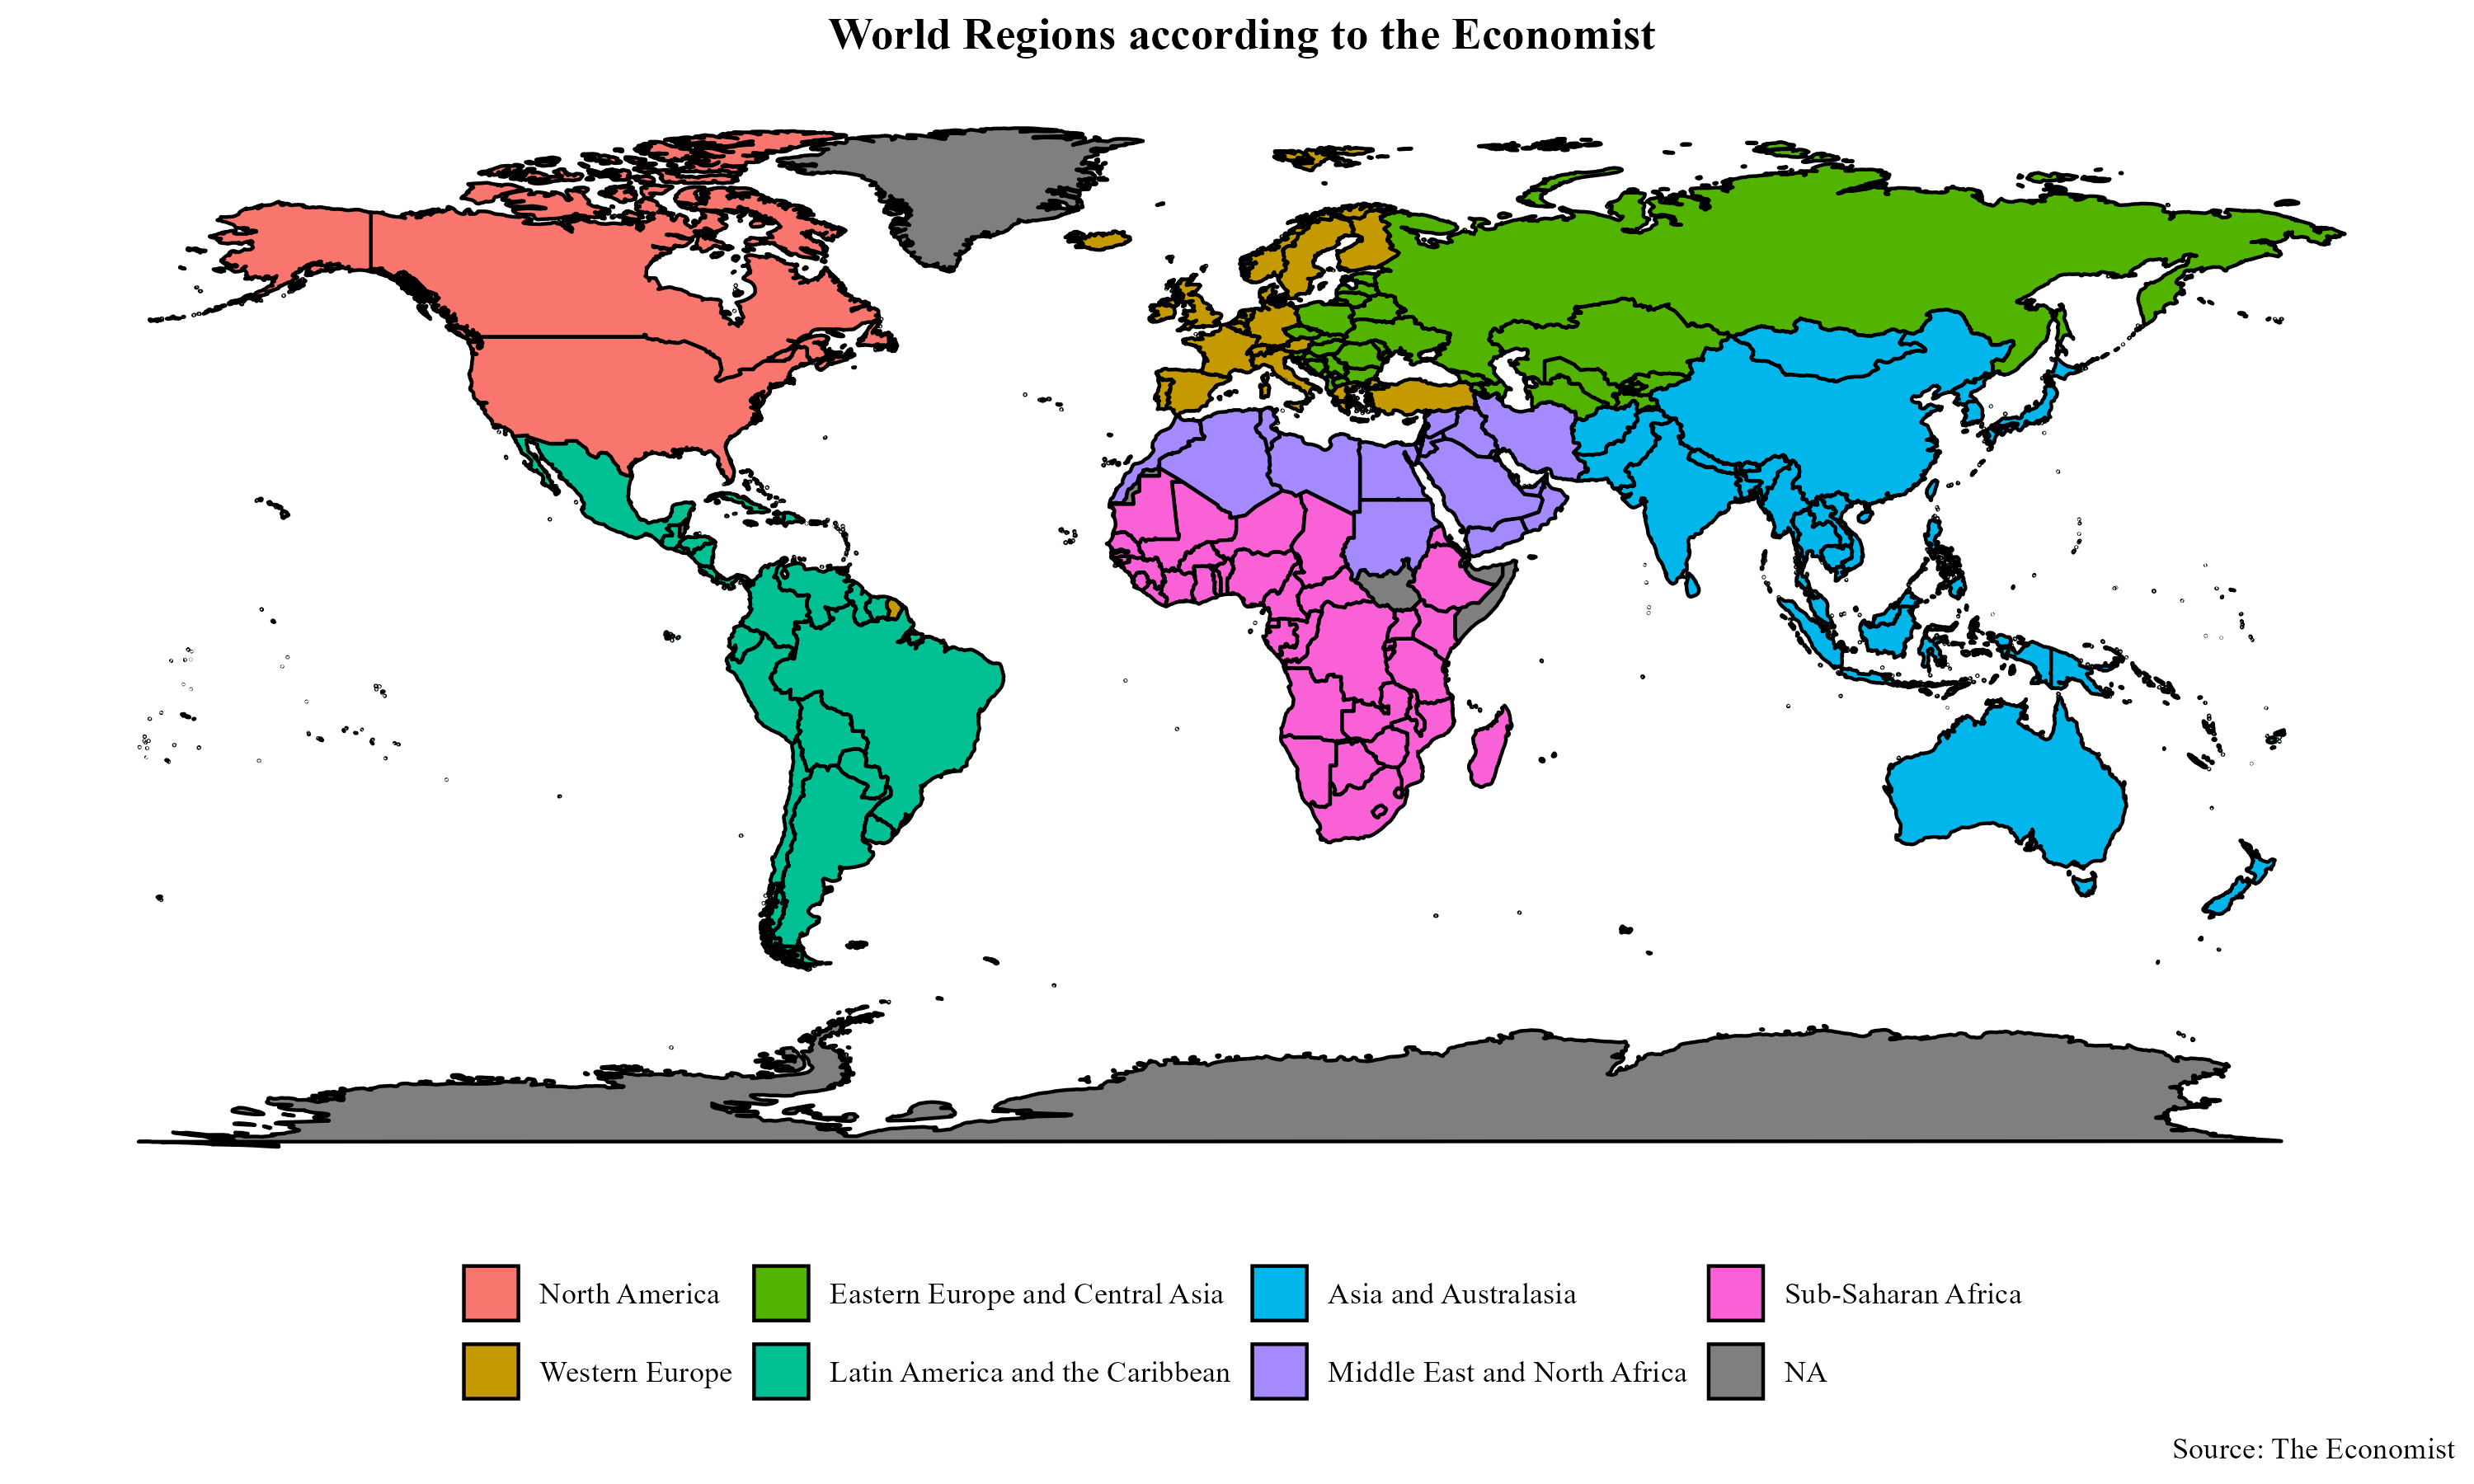 World Regions according to the Economist
North America
Eastern Europe and Central Asia
Asia and Australasia
Sub-Saharan Africa
Western Europe
Latin America and the Caribbean
Middle East and North Africa
NA
Source: The Economist